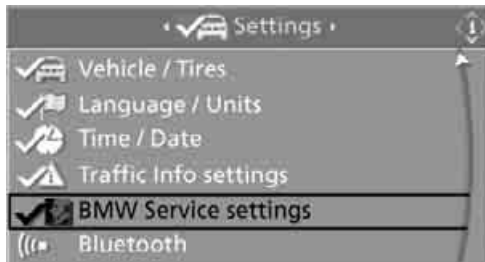 Settings
Vehicle / Tires
Language / Units
Time / Date
Traffic Info settings
BMW Service settings
Bluetooth